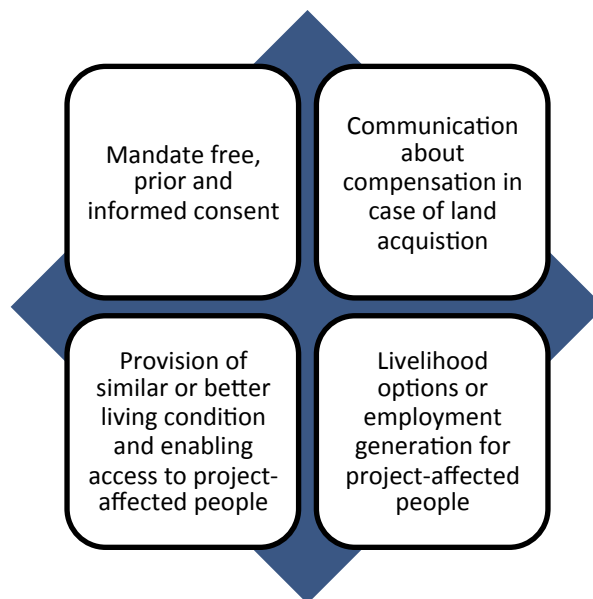 Mandate free,
prior and
informed consent
Communication
about
compensation in
case of land
acquistion
Provision of
similar or better
living condition
and enabling
access to project-
affected people
Livelihood
options or
employment
generation for
project-affected
people